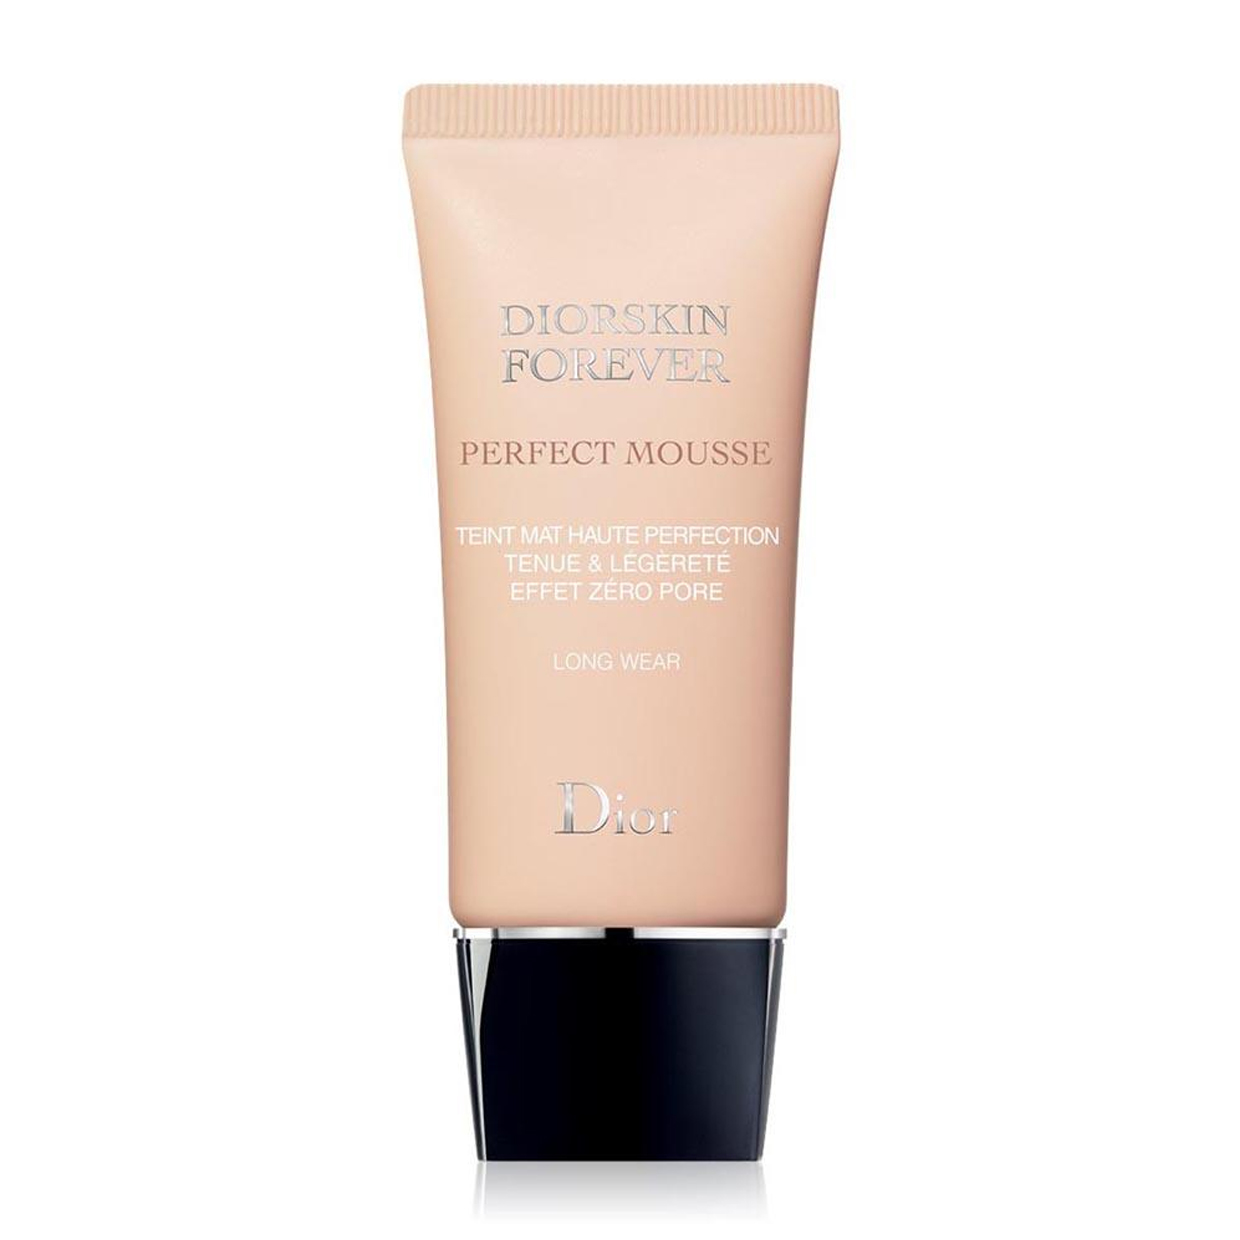 DIORSKIN
FOREVER
PERFECT MOUSSE
TEINT MAT HAUTE PERFECTION
TENUE & LÉGÈRETÉ
EFFET ZÉRO PORE
LONG WEAR
Dior